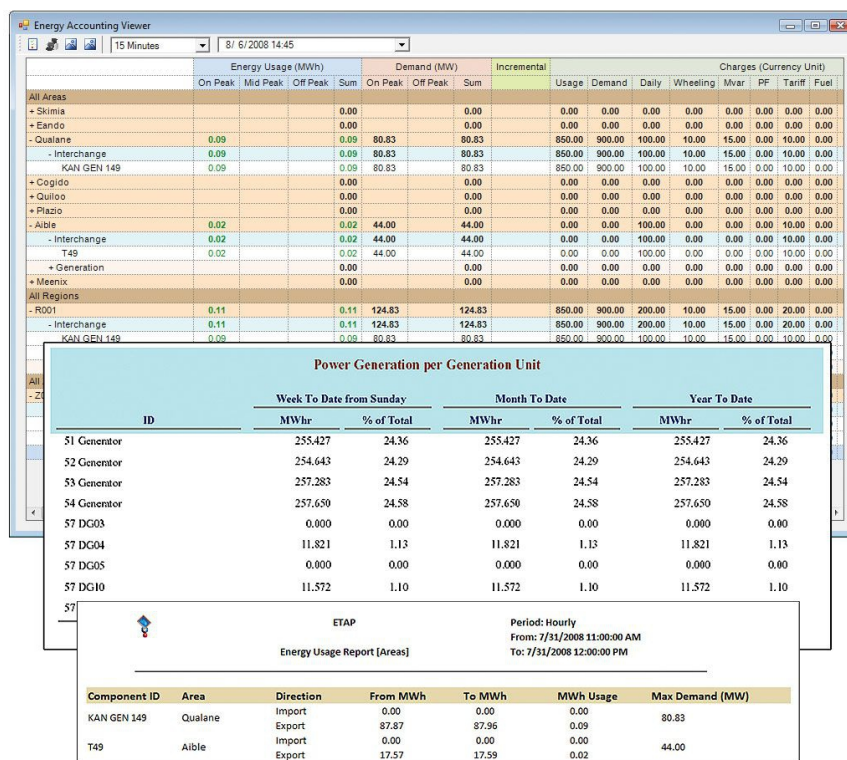 Energy Accounting Viewer
15 Minutes 8/ 6/2008 14:45
Energy Usage (MWh) Demand (MW) Incremental Charges (Currency Unit)
On Peak Mid Peak Off Peak Sum On Peak Off Peak Sum Usage Demand Daily Wheeling Mvar PF Tariff Fuel
All Areas
+ Skimia 0.00 0.00 0.00 0.00 0.00 0.00 0.00 0.00 0.00 0.00
+ Eando 0.00 0.00 0.00 0.00 0.00 0.00 0.00 0.00 0.00 0.00
- Qualane 0.09 0.09 80.83 80.83 850.00 900.00 100.00 10.00 15.00 0.00 10.00 0.00
- Interchange 0.09 0.09 80.83 80.83 850.00 900.00 100.00 10.00 15.00 0.00 10.00 0.00
KAN GEN 149 0.09 0.09 80.83 80.83 850.00 900.00 100.00 10.00 15.00 0.00 10.00 0.00
+ Cogido 0.00 0.00 0.00 0.00 0.00 0.00 0.00 0.00 0.00 0.00
+ Quiloo 0.00 0.00 0.00 0.00 0.00 0.00 0.00 0.00 0.00 0.00
+ Plazio 0.00 0.00 0.00 0.00 0.00 0.00 0.00 0.00 0.00 0.00
- Aible 0.02 0.02 44.00 44.00 0.00 0.00 100.00 0.00 0.00 0.00 10.00 0.00
- Interchange 0.02 0.02 44.00 44.00 0.00 0.00 100.00 0.00 0.00 0.00 10.00 0.00
T49 0.02 0.02 44.00 44.00 0.00 0.00 100.00 0.00 0.00 0.00 10.00 0.00
+ Generation 0.00 0.00 0.00 0.00 0.00 0.00 0.00 0.00 0.00 0.00
+ Meenix 0.00 0.00 0.00 0.00 0.00 0.00 0.00 0.00 0.00 0.00
All Regions
- R001 0.11 0.11 124.83 124.83 850.00 900.00 200.00 10.00 15.00 0.00 20.00 0.00
- Interchange 0.11 0.11 124.83 124.83 850.00 900.00 200.00 10.00 15.00 0.00 20.00 0.00
KAN GEN 149 0.09 0.09 80.83 80.83 850.00 900.00 100.00 10.00 15.00 0.00 10.00 0.00
All
Power Generation per Generation Unit
Week To Date from Sunday Month To Date Year To Date
ID MWhr % of Total MWhr % of Total MWhr % of Total
51 Generator 255.427 24.36 255.427 24.36 255.427 24.36
52 Generator 254.643 24.29 254.643 24.29 254.643 24.29
53 Generator 257.283 24.54 257.283 24.54 257.283 24.54
54 Generator 257.650 24.58 257.650 24.58 257.650 24.58
57 DG03 0.000 0.00 0.000 0.00 0.000 0.00
57 DG04 11.821 1.13 11.821 1.13 11.821 1.13
57 DG05 0.000 0.00 0.000 0.00 0.000 0.00
57 DG10 11.572 1.10 11.572 1.10 11.572 1.10
57
ETAP Period: Hourly
From: 7/31/2008 11:00:00 AM
Energy Usage Report [Areas] To: 7/31/2008 12:00:00 PM
Component ID Area Direction From MWh To MWh MWh Usage Max Demand (MW)
KAN GEN 149 Qualane Import 0.00 0.00 0.00 80.83
Export 87.87 87.96 0.09
T49 Aible Import 0.00 0.00 0.00 44.00
Export 17.57 17.59 0.02